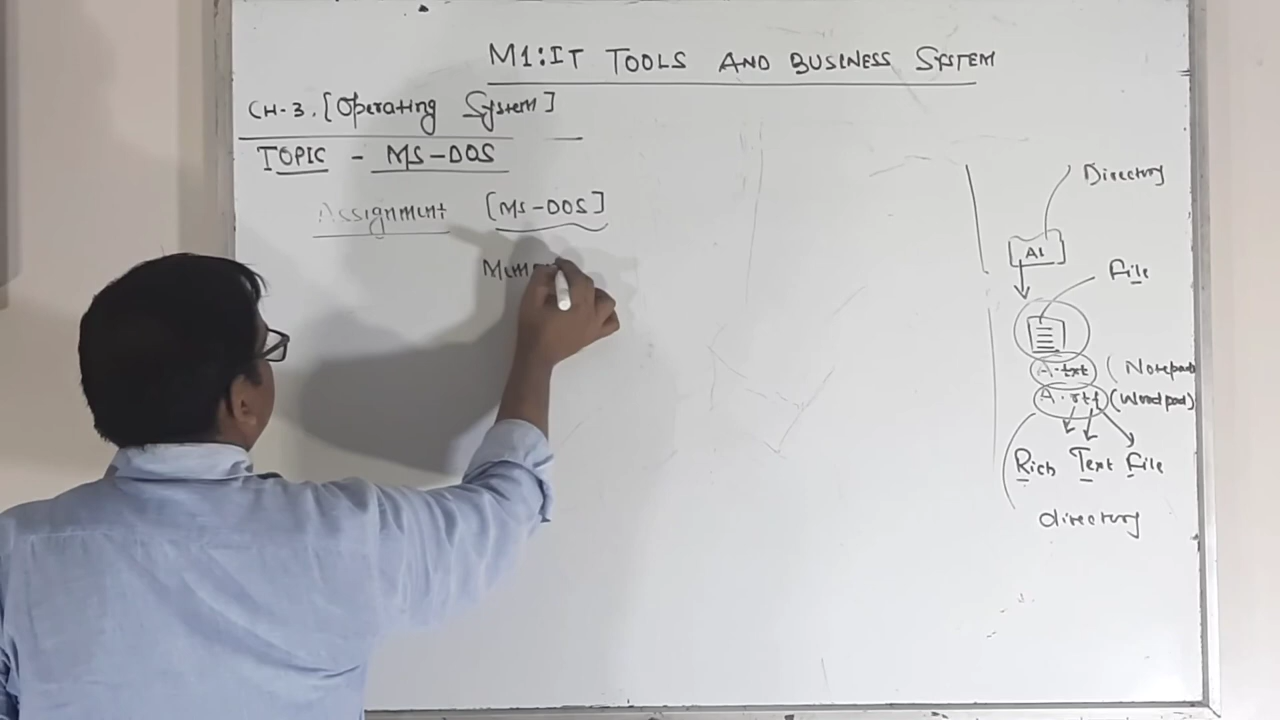 M1:IT TOOLS AND BUSINESS SYSTEM
CH-3.[Operating System]
TOPIC - MS-DOS
Assignment [MS-DOS]
Directory
A1
File
A.txt (Notepad
A.rtf (Wordpad)
Rich Text File
directory